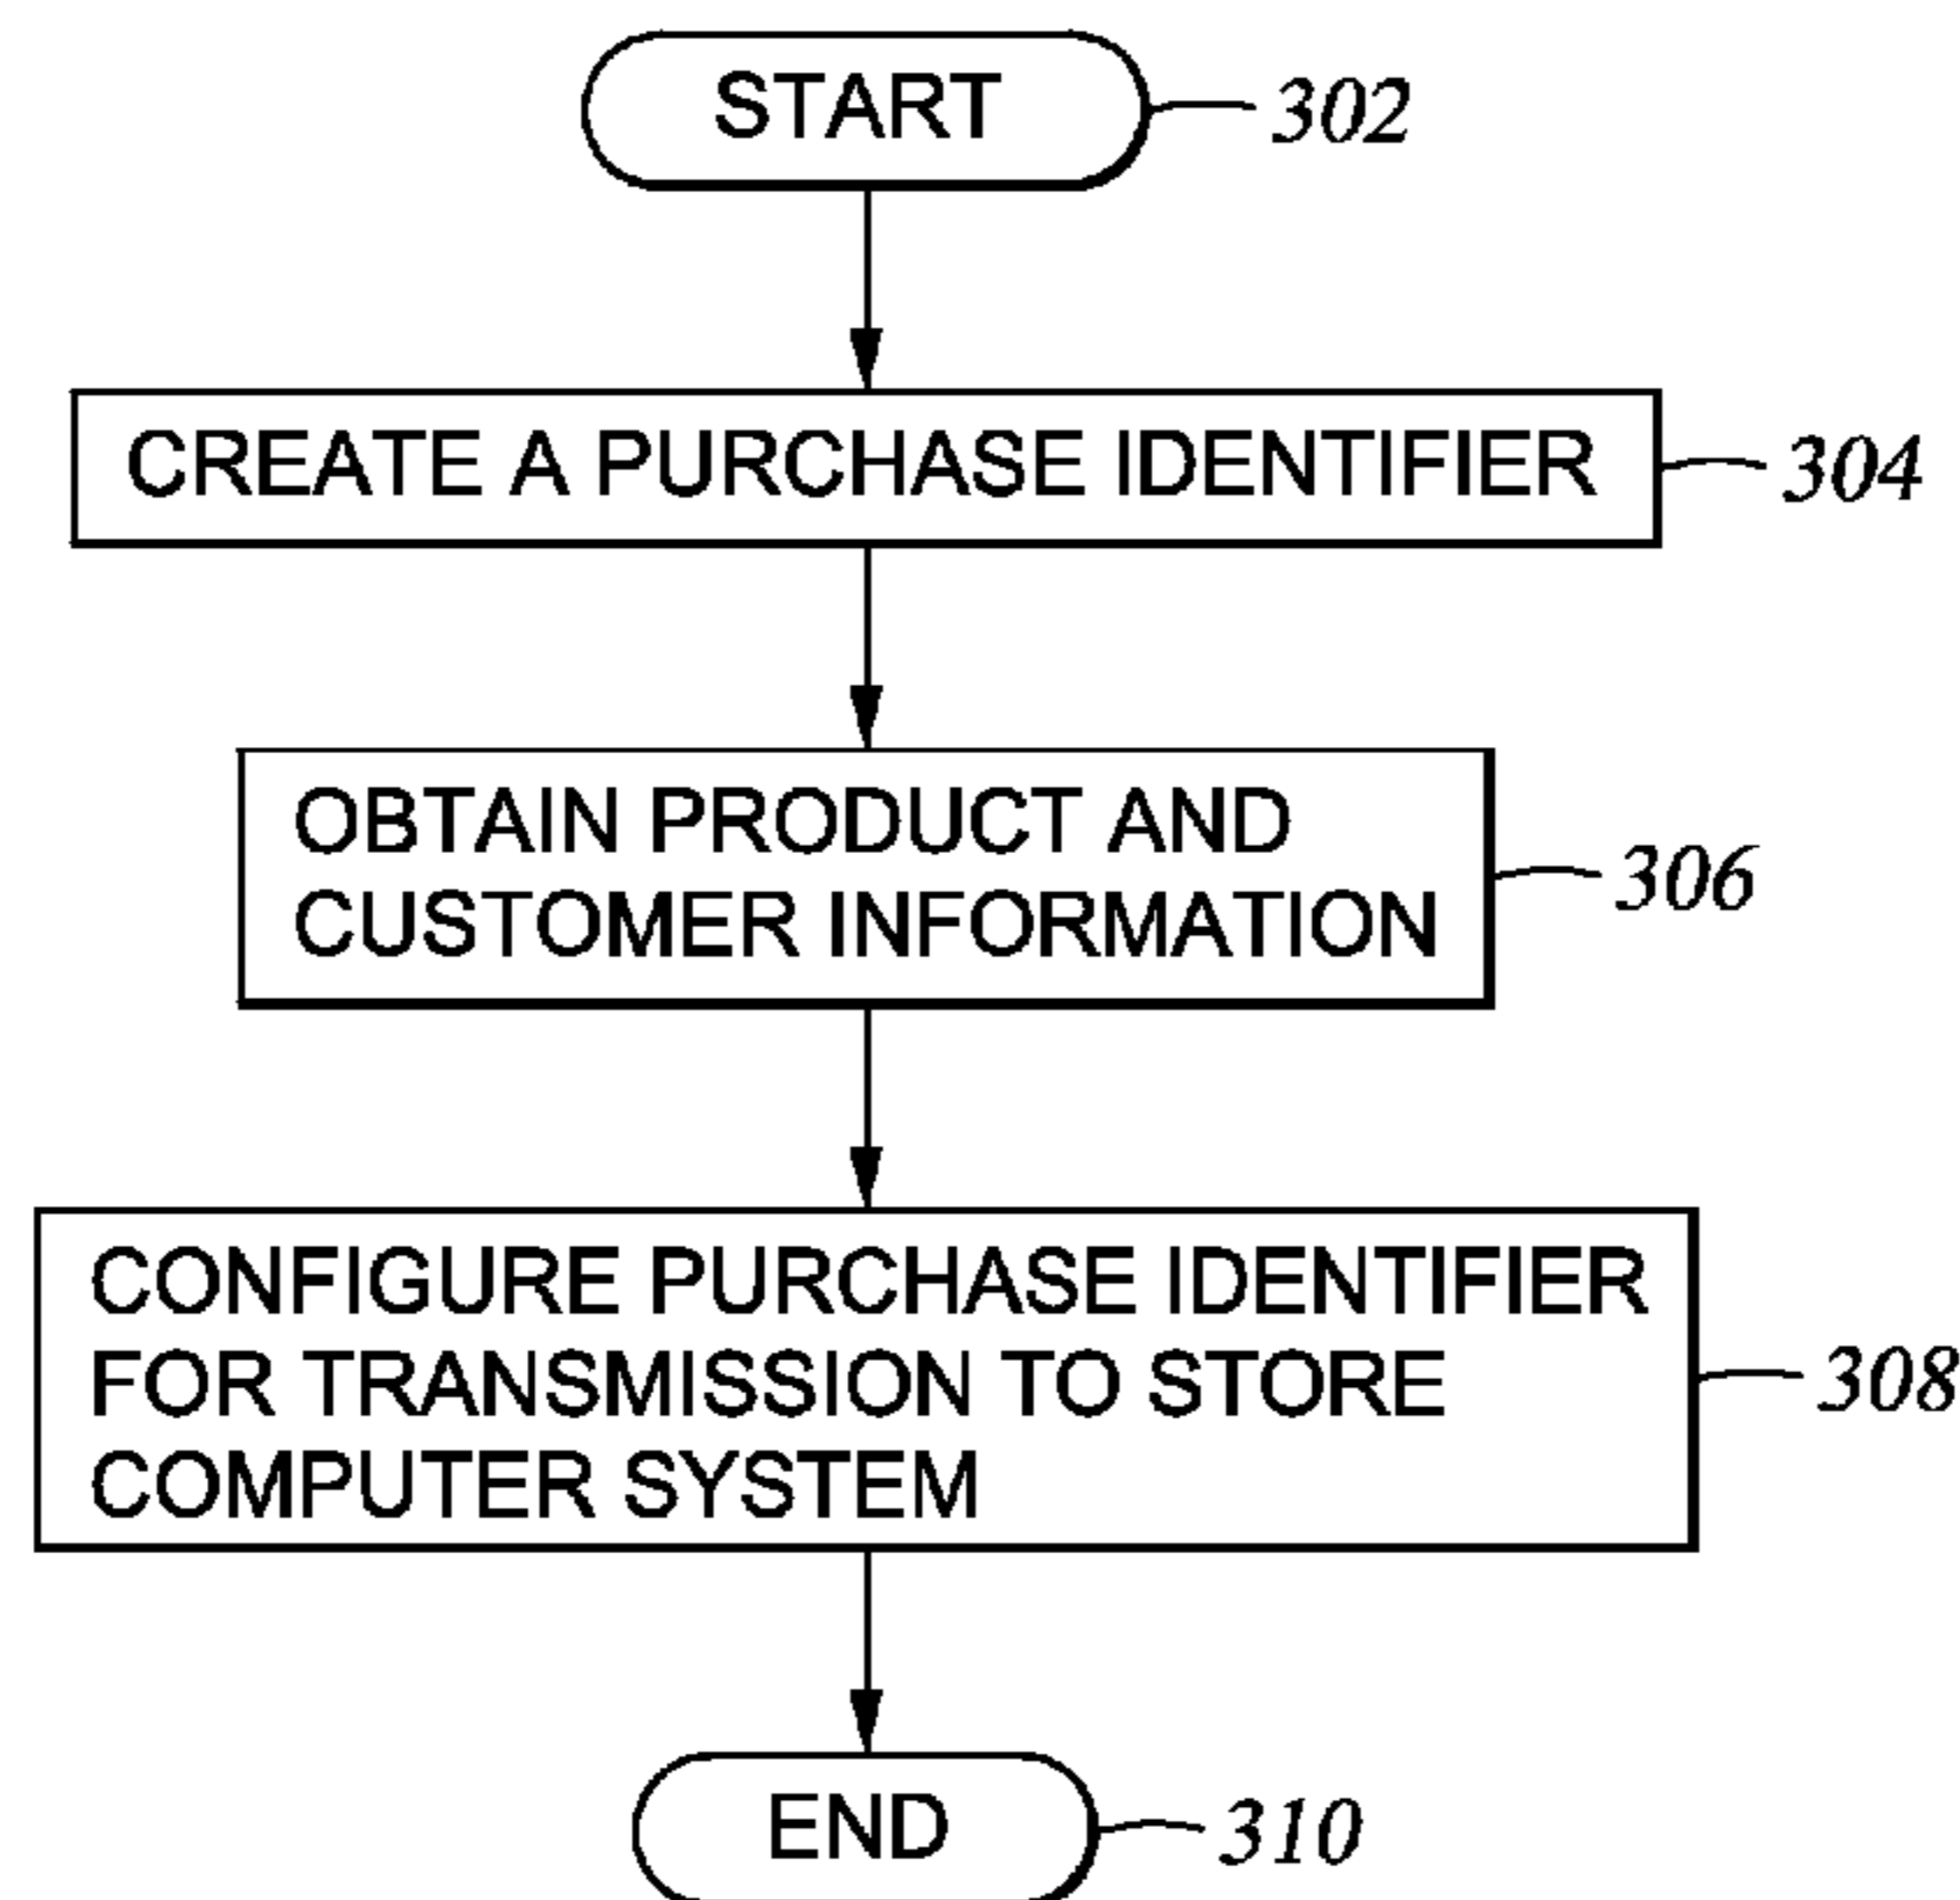 START
302
CREATE A PURCHASE IDENTIFIER
304
OBTAIN PRODUCT AND
CUSTOMER INFORMATION
306
CONFIGURE PURCHASE IDENTIFIER
FOR TRANSMISSION TO STORE
COMPUTER SYSTEM
308
END
310